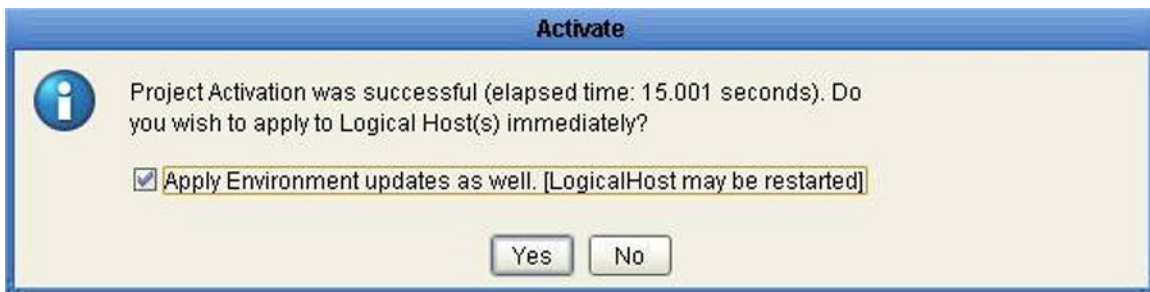 Activate
Project Activation was successful (elapsed time: 15.001 seconds). Do
you wish to apply to Logical Host(s) immediately?
Apply Environment updates as well. [LogicalHost may be restarted]
Yes No